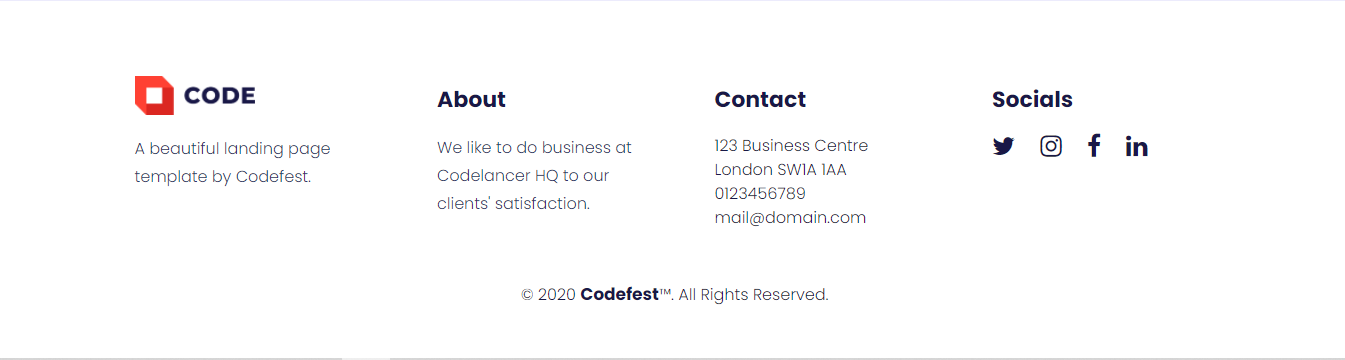 CODE
A beautiful landing page
template by Codefest.
About
We like to do business at
Codelancer HQ to our
clients' satisfaction.
Contact
123 Business Centre
London SW1A 1AA
0123456789
mail@domain.com
Socials
© 2020 Codefest™. All Rights Reserved.